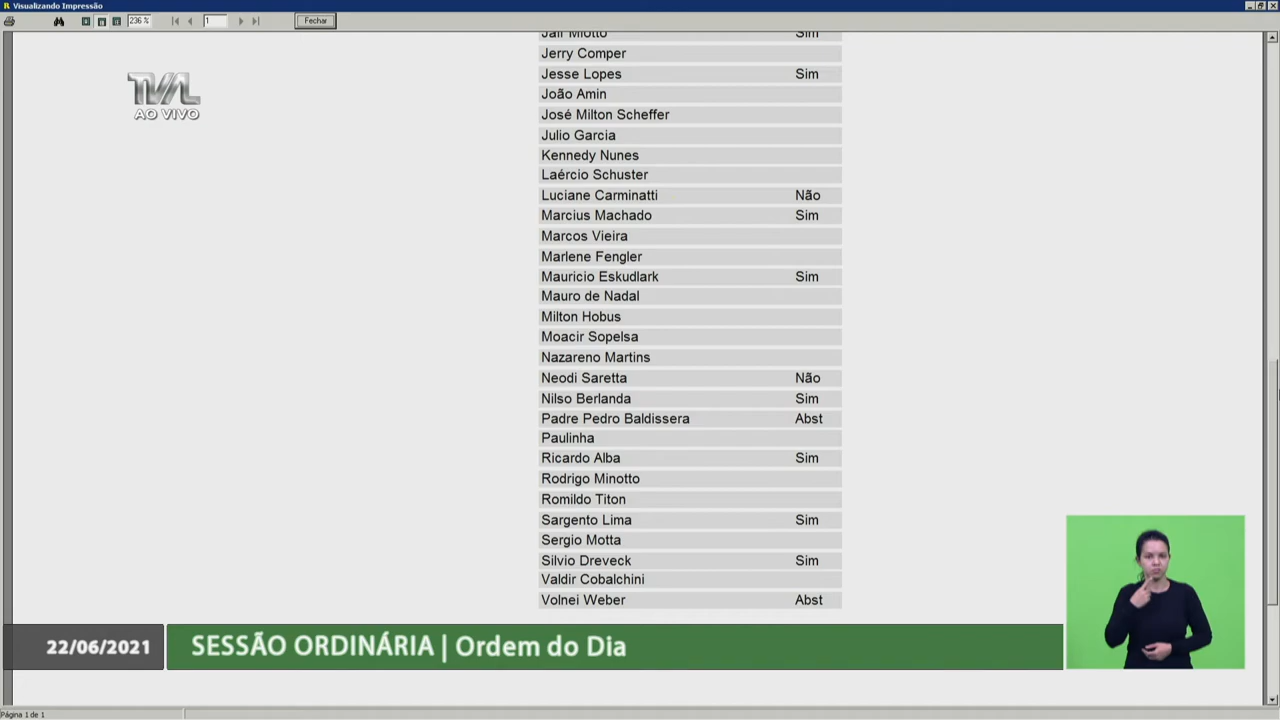 Visualizando Impressão
236 %
1
Fechar
Jair Miotto Sim
Jerry Comper
Jesse Lopes Sim
João Amin
José Milton Scheffer
Julio Garcia
Kennedy Nunes
Laércio Schuster
Luciane Carminatti Não
Marcius Machado Sim
Marcos Vieira
Marlene Fengler
Mauricio Eskudlark Sim
Mauro de Nadal
Milton Hobus
Moacir Sopelsa
Nazareno Martins
Neodi Saretta Não
Nilso Berlanda Sim
Padre Pedro Baldissera Abst
Paulinha
Ricardo Alba Sim
Rodrigo Minotto
Romildo Titon
Sargento Lima Sim
Sergio Motta
Silvio Dreveck Sim
Valdir Cobalchini
Volnei Weber Abst
TVAL
AO VIVO
22/06/2021
SESSÃO ORDINÁRIA | Ordem do Dia
Página 1 de 1